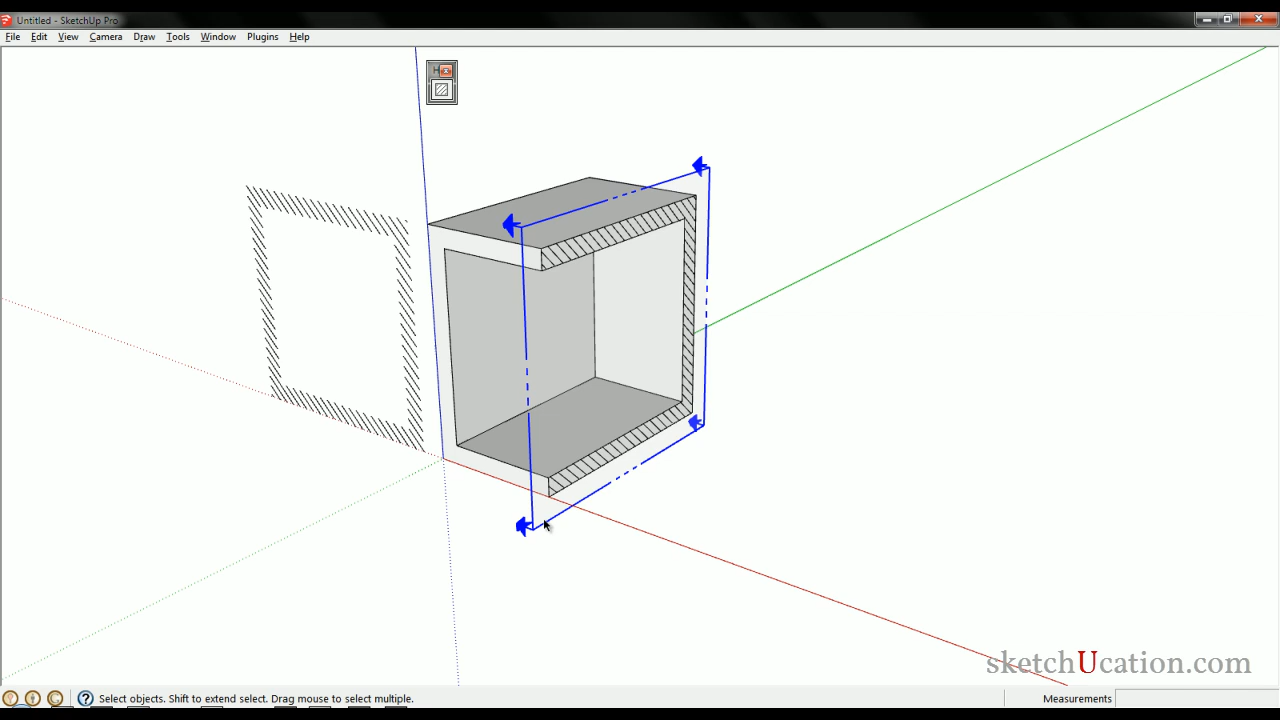 Untitled - SketchUp Pro
File Edit View Camera Draw Tools Window Plugins Help
sketchUcation.com
Select objects. Shift to extend select. Drag mouse to select multiple.
Measurements